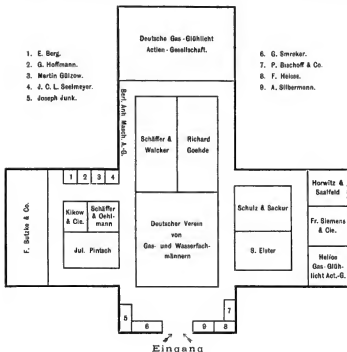 Deutsche Gas-Glühlicht
Actien-Gesellschaft.
1. E. Berg.
2. G. Hoffmann.
3. Martin Gülzow.
4. J. C. L. Seelmeyer.
5. Joseph Junk.
6. G. Smreker.
7. P. Bischoff & Co.
8. F. Heisse.
9. A. Silbermann.
Berl. Anh. Masch. A.-G.
Schäffer &
Walcker
Richard
Goehde
F. Butzke & Co.
1 2 3 4
Kikow
& Cie.
Schäffer
& Oehl-
mann
Jul. Pintsch
Deutscher Verein
von
Gas- und Wasserfach-
männern
Schulz & Sackur
S. Elster
Horwitz &
Saalfeld
Fr. Siemens
& Cie.
Helios
Gas-Glüh-
licht Act.-G.
5
6
7
9 8
Eingang